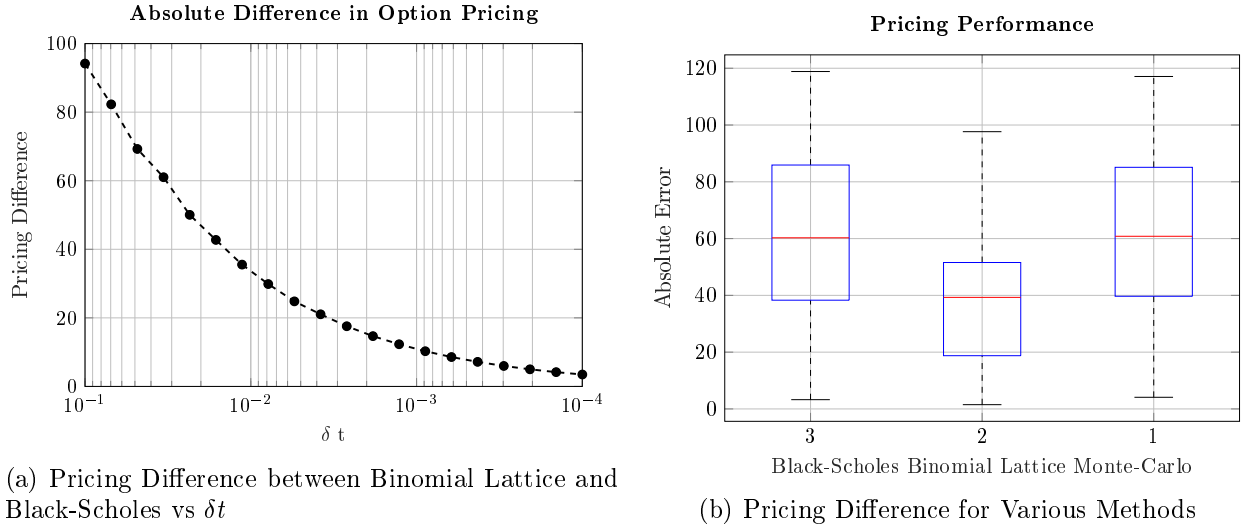 Absolute Difference in Option Pricing
100
80
60
40
20
0
Pricing Difference
10⁻¹
10⁻²
10⁻³
10⁻⁴
δ t
(a) Pricing Difference between Binomial Lattice and
Black-Scholes vs δt
Pricing Performance
120
100
80
60
40
20
0
Absolute Error
3
2
1
Black-Scholes Binomial Lattice Monte-Carlo
(b) Pricing Difference for Various Methods